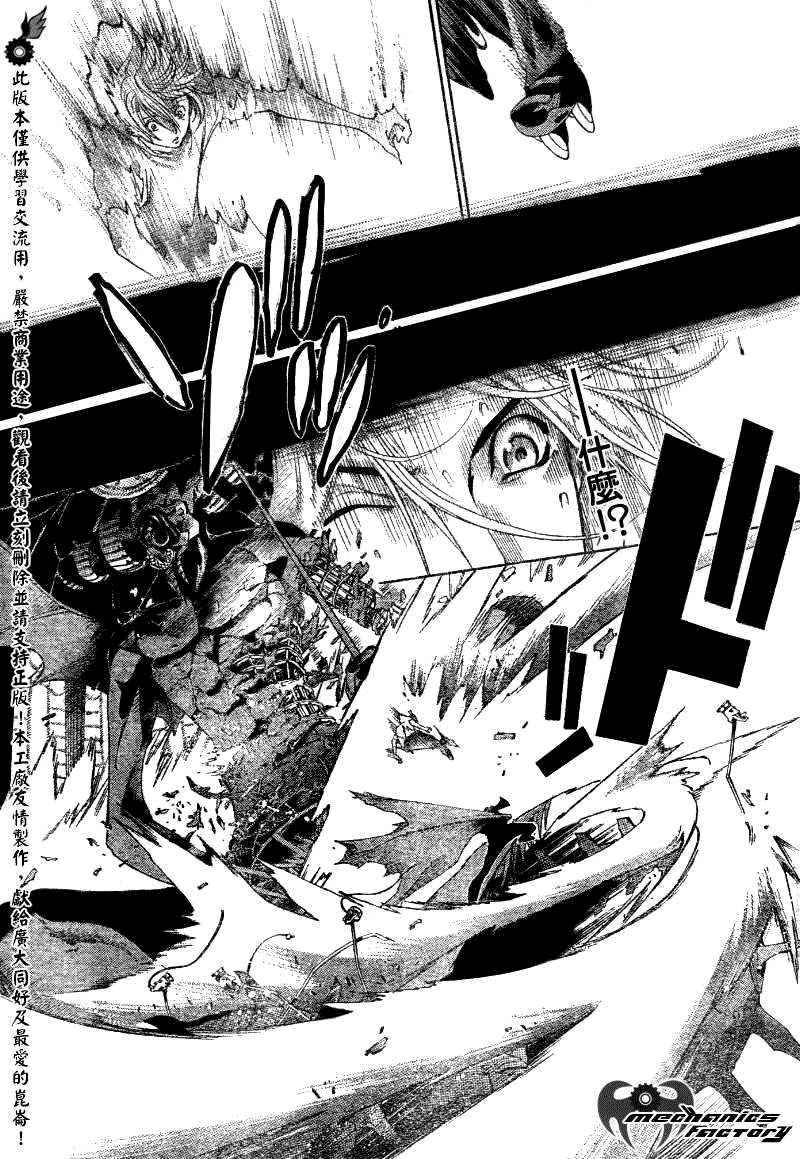 此版本僅供學習交流用，嚴禁商業用途，觀看後請立刻刪除並請支持正版！本工廠友情製作，獻給廣大同好及最愛的崑崙！
—什麼!?
ド
mechanics
Factory